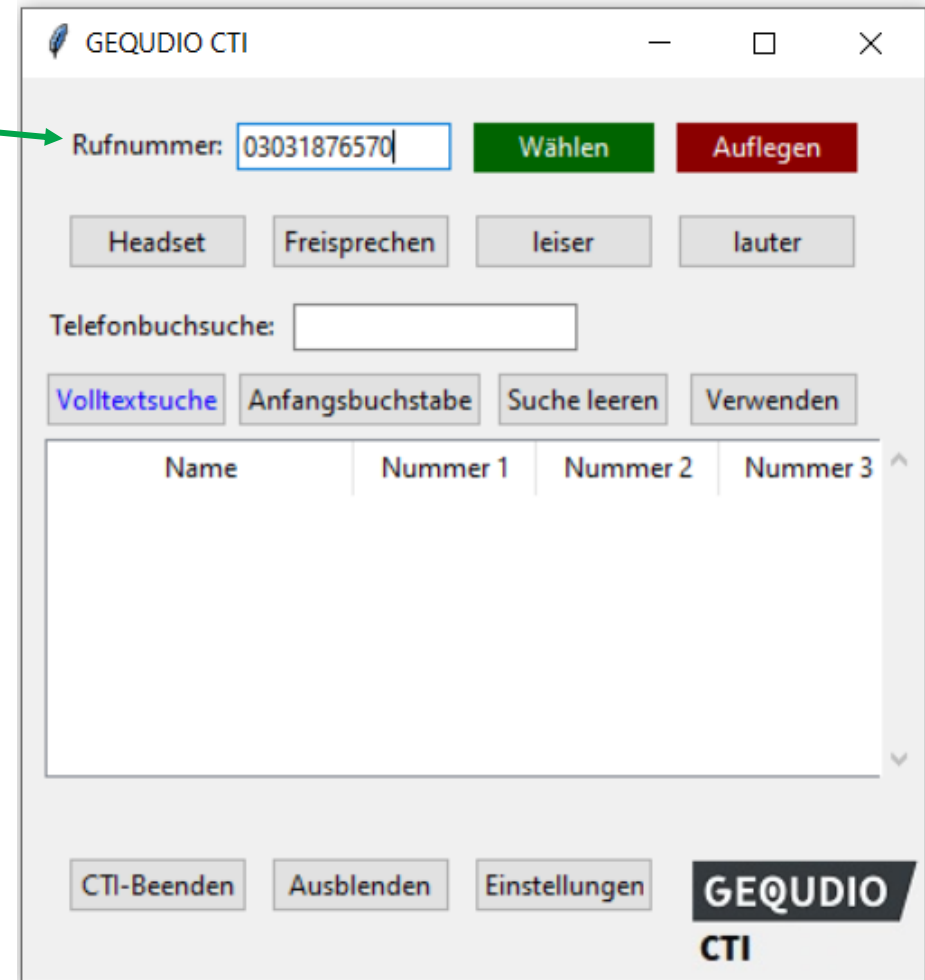 GEQUDIO CTI
Rufnummer: 03031876570 Wählen Auflegen
Headset Freisprechen leiser lauter
Telefonbuchsuche:
Volltextsuche Anfangsbuchstabe Suche leeren Verwenden
Name Nummer 1 Nummer 2 Nummer 3
CTI-Beenden Ausblenden Einstellungen GEQUDIO
CTI